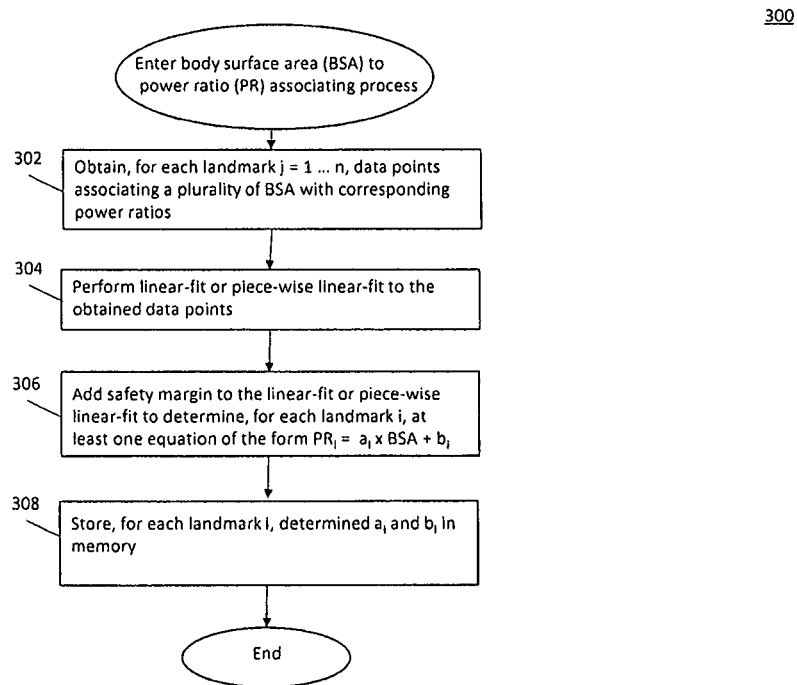 300
Enter body surface area (BSA) to
power ratio (PR) associating process
302
Obtain, for each landmark j = 1 ... n, data points
associating a plurality of BSA with corresponding
power ratios
304
Perform linear-fit or piece-wise linear-fit to the
obtained data points
306
Add safety margin to the linear-fit or piece-wise
linear-fit to determine, for each landmark i, at
least one equation of the form PRᵢ = aᵢ x BSA + bᵢ
308
Store, for each landmark i, determined aᵢ and bᵢ in
memory
End